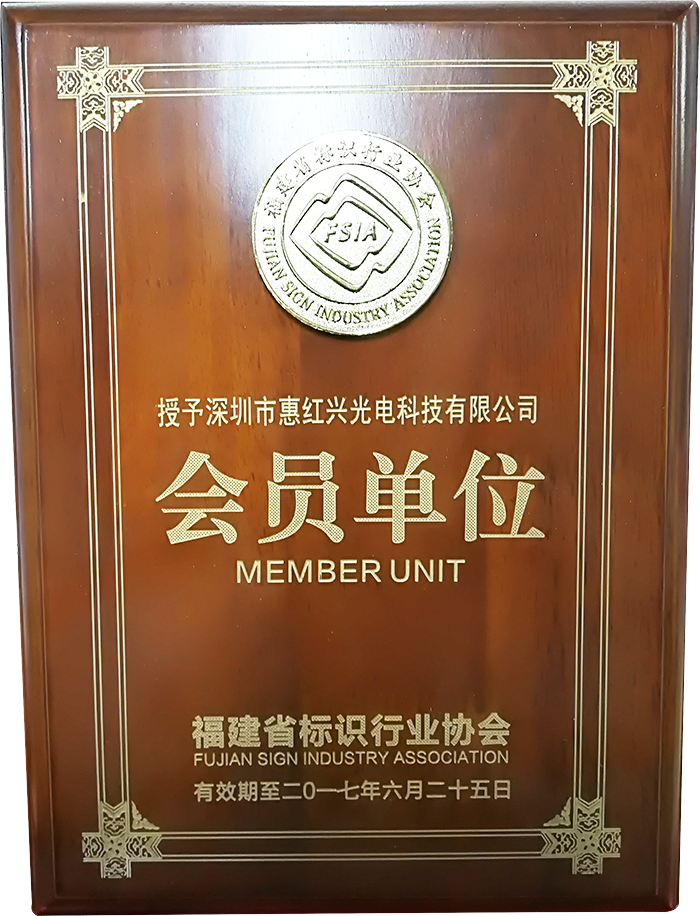 福建省标识行业协会
FSIA
FUJIAN SIGN INDUSTRY ASSOCIATION
授予深圳市惠红兴光电科技有限公司
会员单位
MEMBER UNIT
福建省标识行业协会
FUJIAN SIGN INDUSTRY ASSOCIATION
有效期至二0一七年六月二十五日